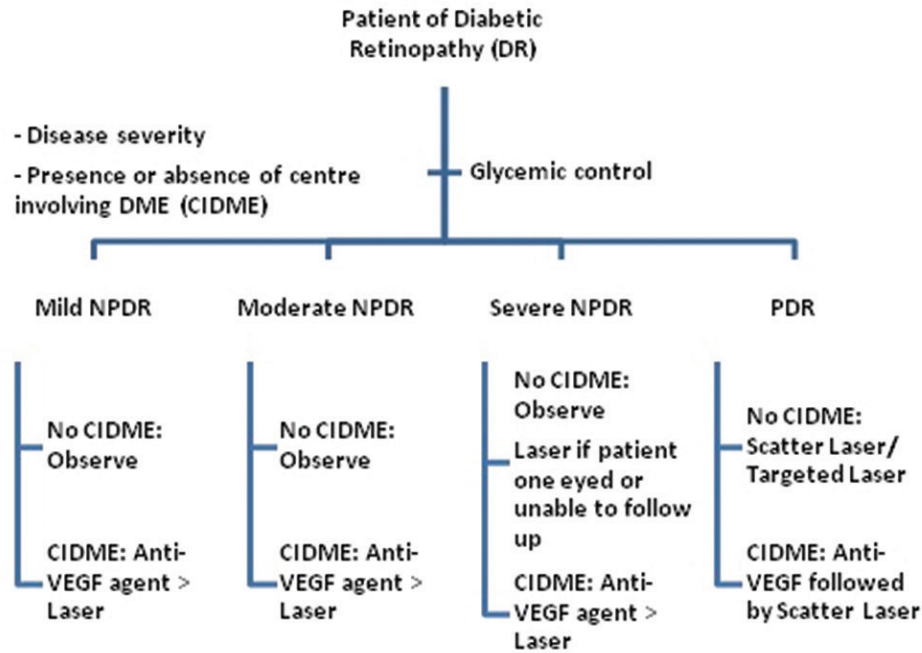 Patient of Diabetic
Retinopathy (DR)
- Disease severity
- Presence or absence of centre
involving DME (CIDME)
Glycemic control
Mild NPDR
Moderate NPDR
Severe NPDR
PDR
No CIDME:
Observe
CIDME: Anti-
VEGF agent >
Laser
No CIDME:
Observe
CIDME: Anti-
VEGF agent >
Laser
No CIDME:
Observe
Laser if patient
one eyed or
unable to follow
up
CIDME: Anti-
VEGF agent >
Laser
No CIDME:
Scatter Laser/
Targeted Laser
CIDME: Anti-
VEGF followed
by Scatter Laser